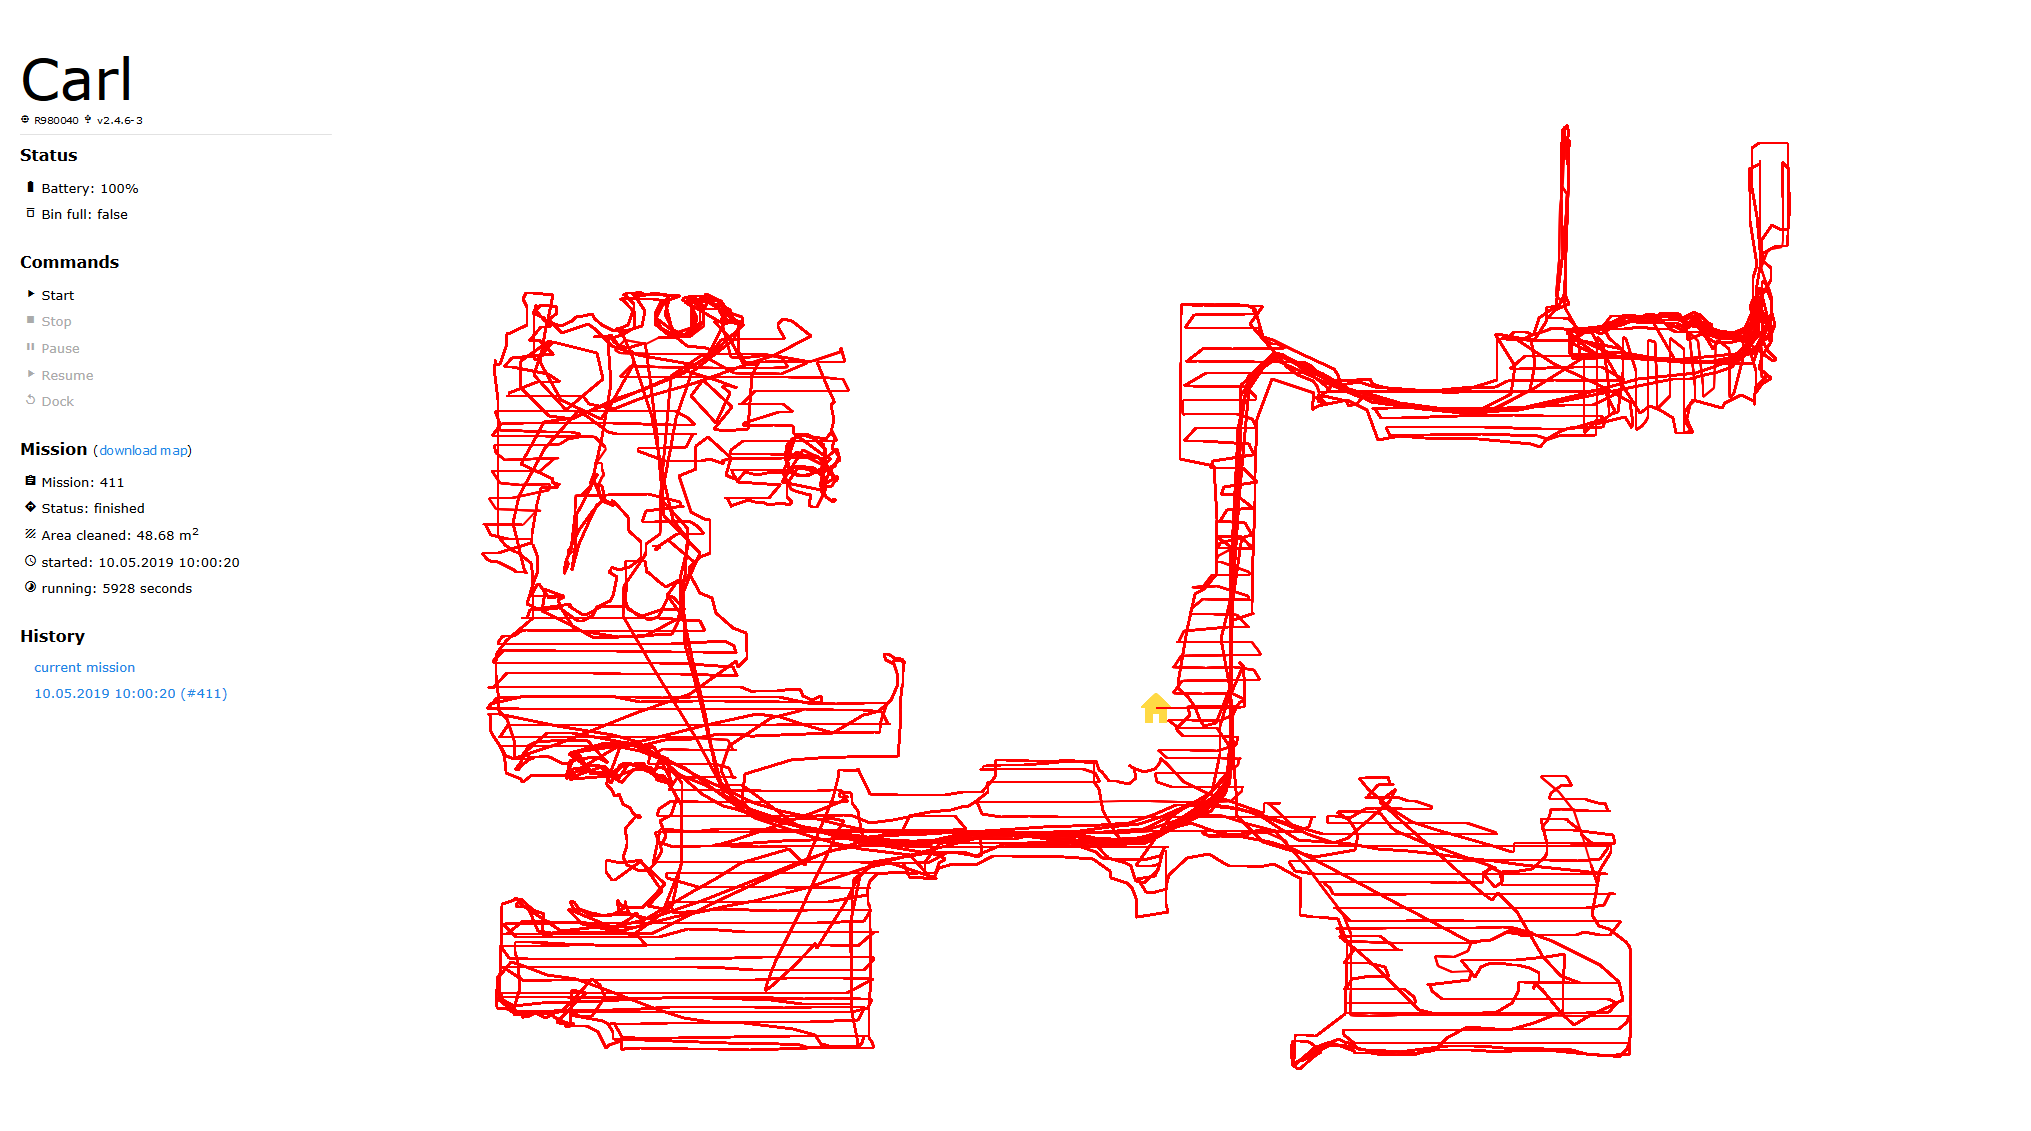 Carl
R980040 v2.4.6-3
Status
Battery: 100%
Bin full: false
Commands
Start
Stop
Pause
Resume
Dock
Mission (download map)
Mission: 411
Status: finished
Area cleaned: 48.68 m²
started: 10.05.2019 10:00:20
running: 5928 seconds
History
current mission
10.05.2019 10:00:20 (#411)